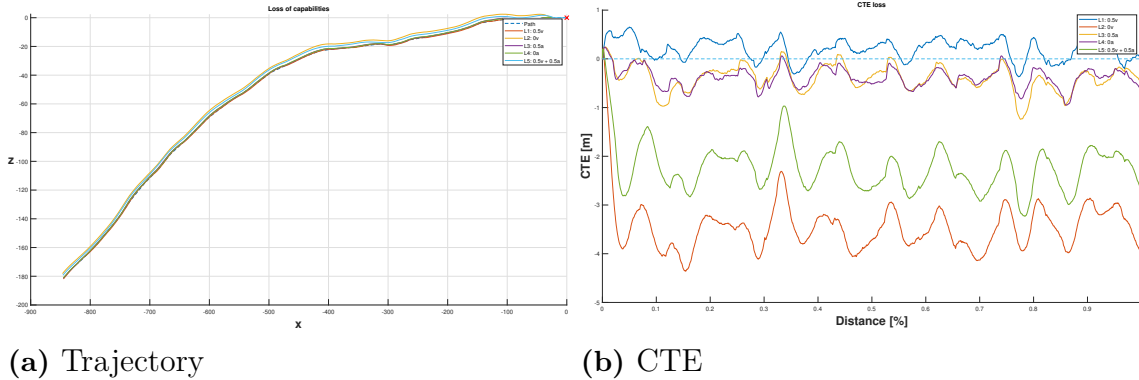 Loss of capabilities
0
-20
-40
-60
-80
-100
-120
-140
-160
-180
-200
z
-900
-800
-700
-600
-500
-400
-300
-200
-100
0
x
Path
L1: 0.5v
L2: 0v
L3: 0.5a
L4: 0a
L5: 0.5v + 0.5a
(a) Trajectory
CTE loss
1
0
-1
-2
-3
-4
-5
CTE [m]
0
0.1
0.2
0.3
0.4
0.5
0.6
0.7
0.8
0.9
Distance [%]
L1: 0.5v
L2: 0v
L3: 0.5a
L4: 0a
L5: 0.5v + 0.5a
(b) CTE